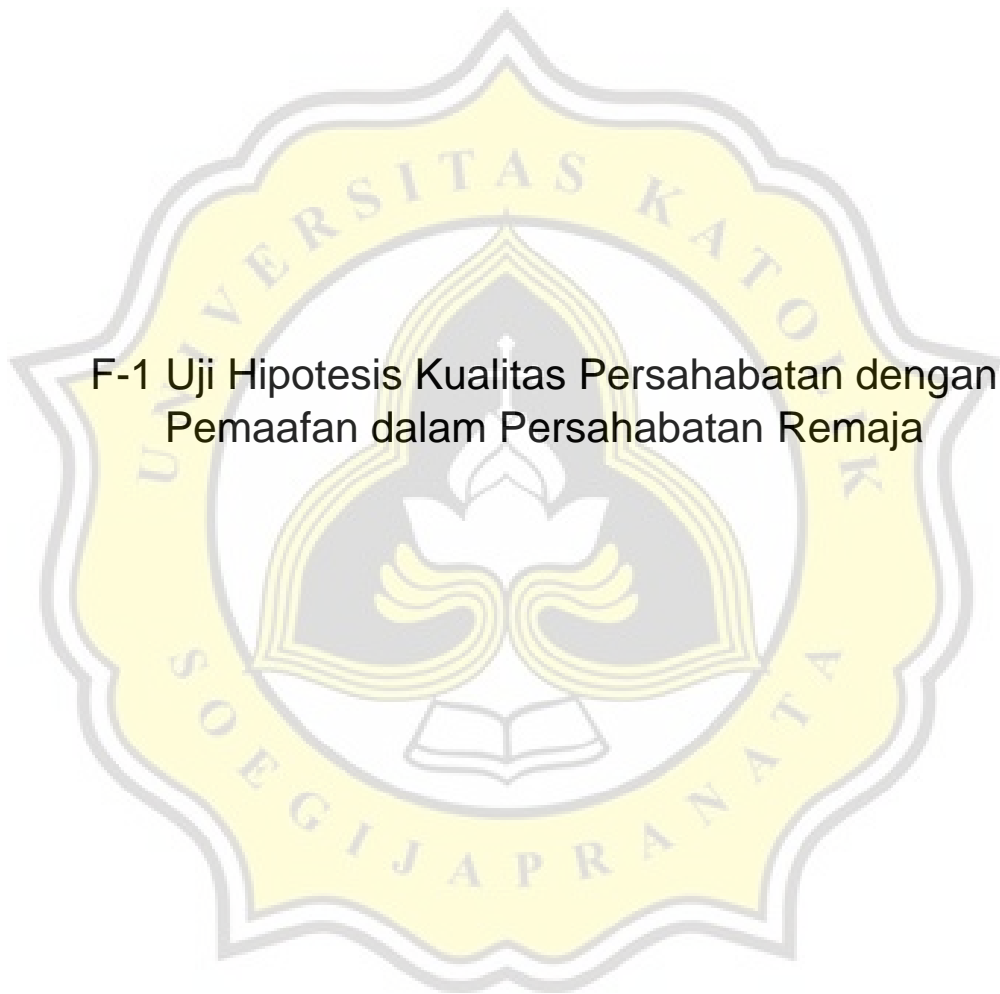 UNIVERSITAS KATOLIK
F-1 Uji Hipotesis Kualitas Persahabatan dengan
Pemaafan dalam Persahabatan Remaja
SOEGIJAPRANATA